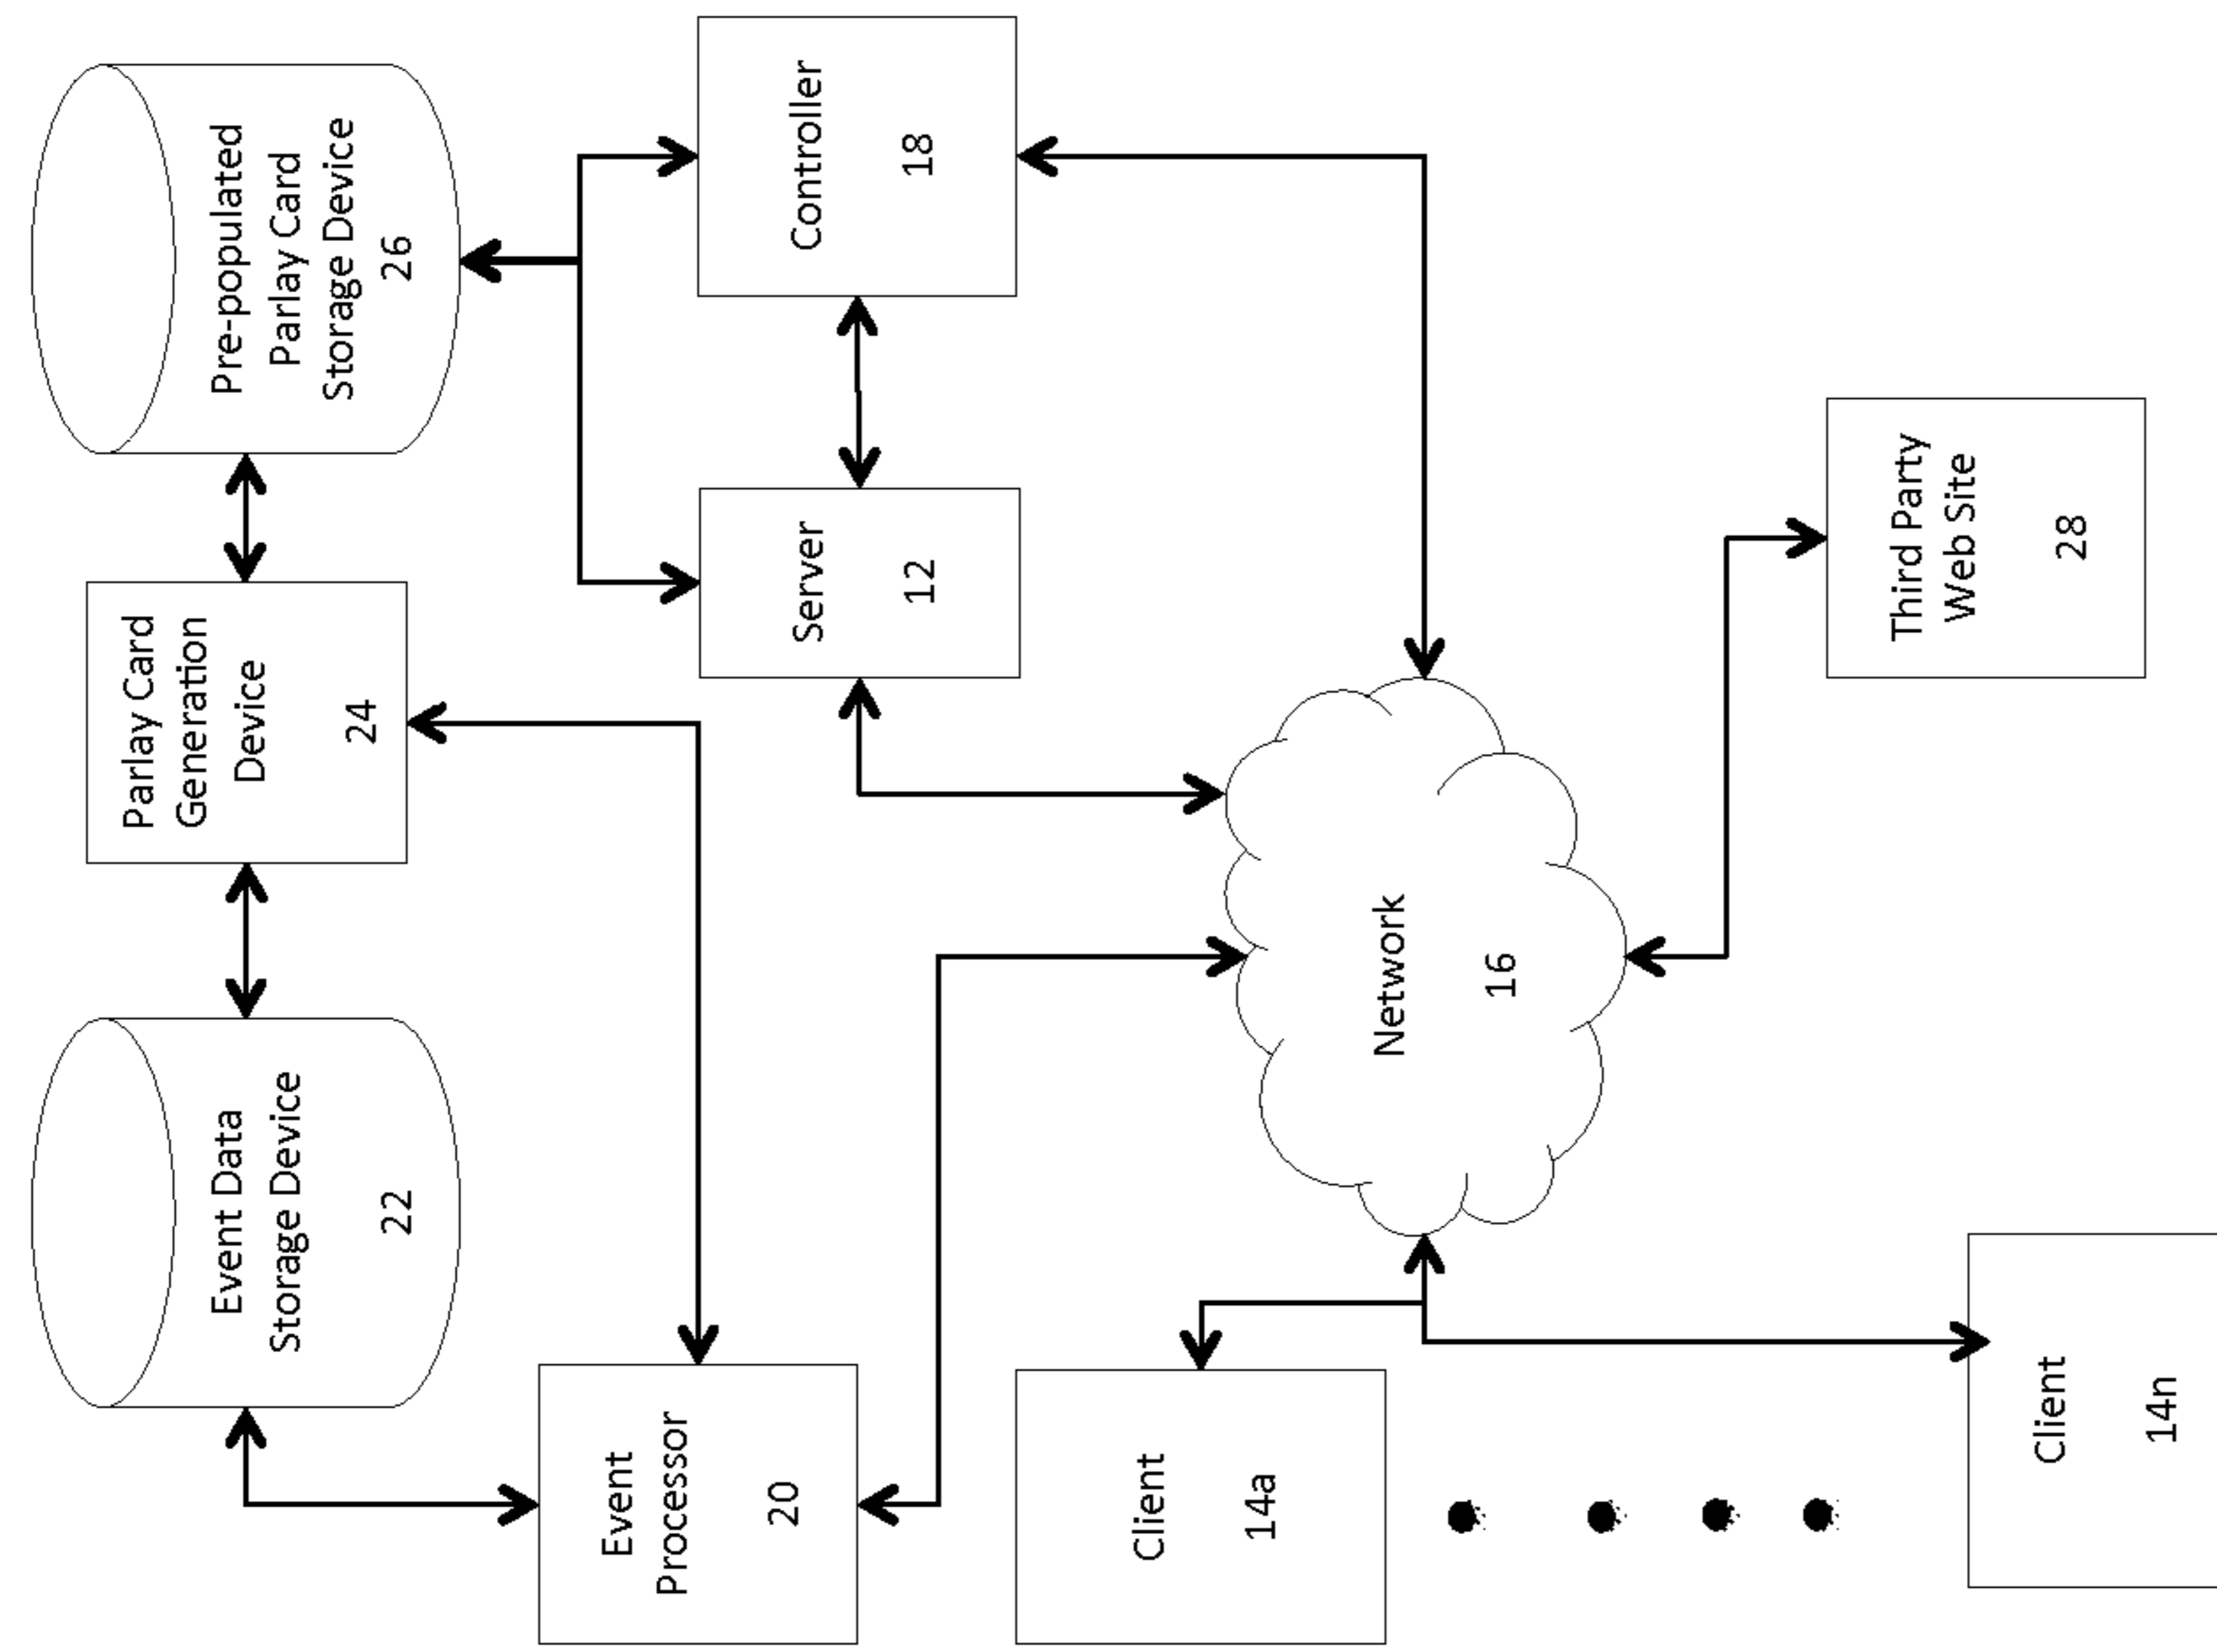 Event Data
Storage Device
22
Parlay Card
Generation
Device
24
Pre-populated
Parlay Card
Storage Device
26
Event
Processor
20
Server
12
Controller
18
Client
14a
Network
16
Client
14n
Third Party
Web Site
28